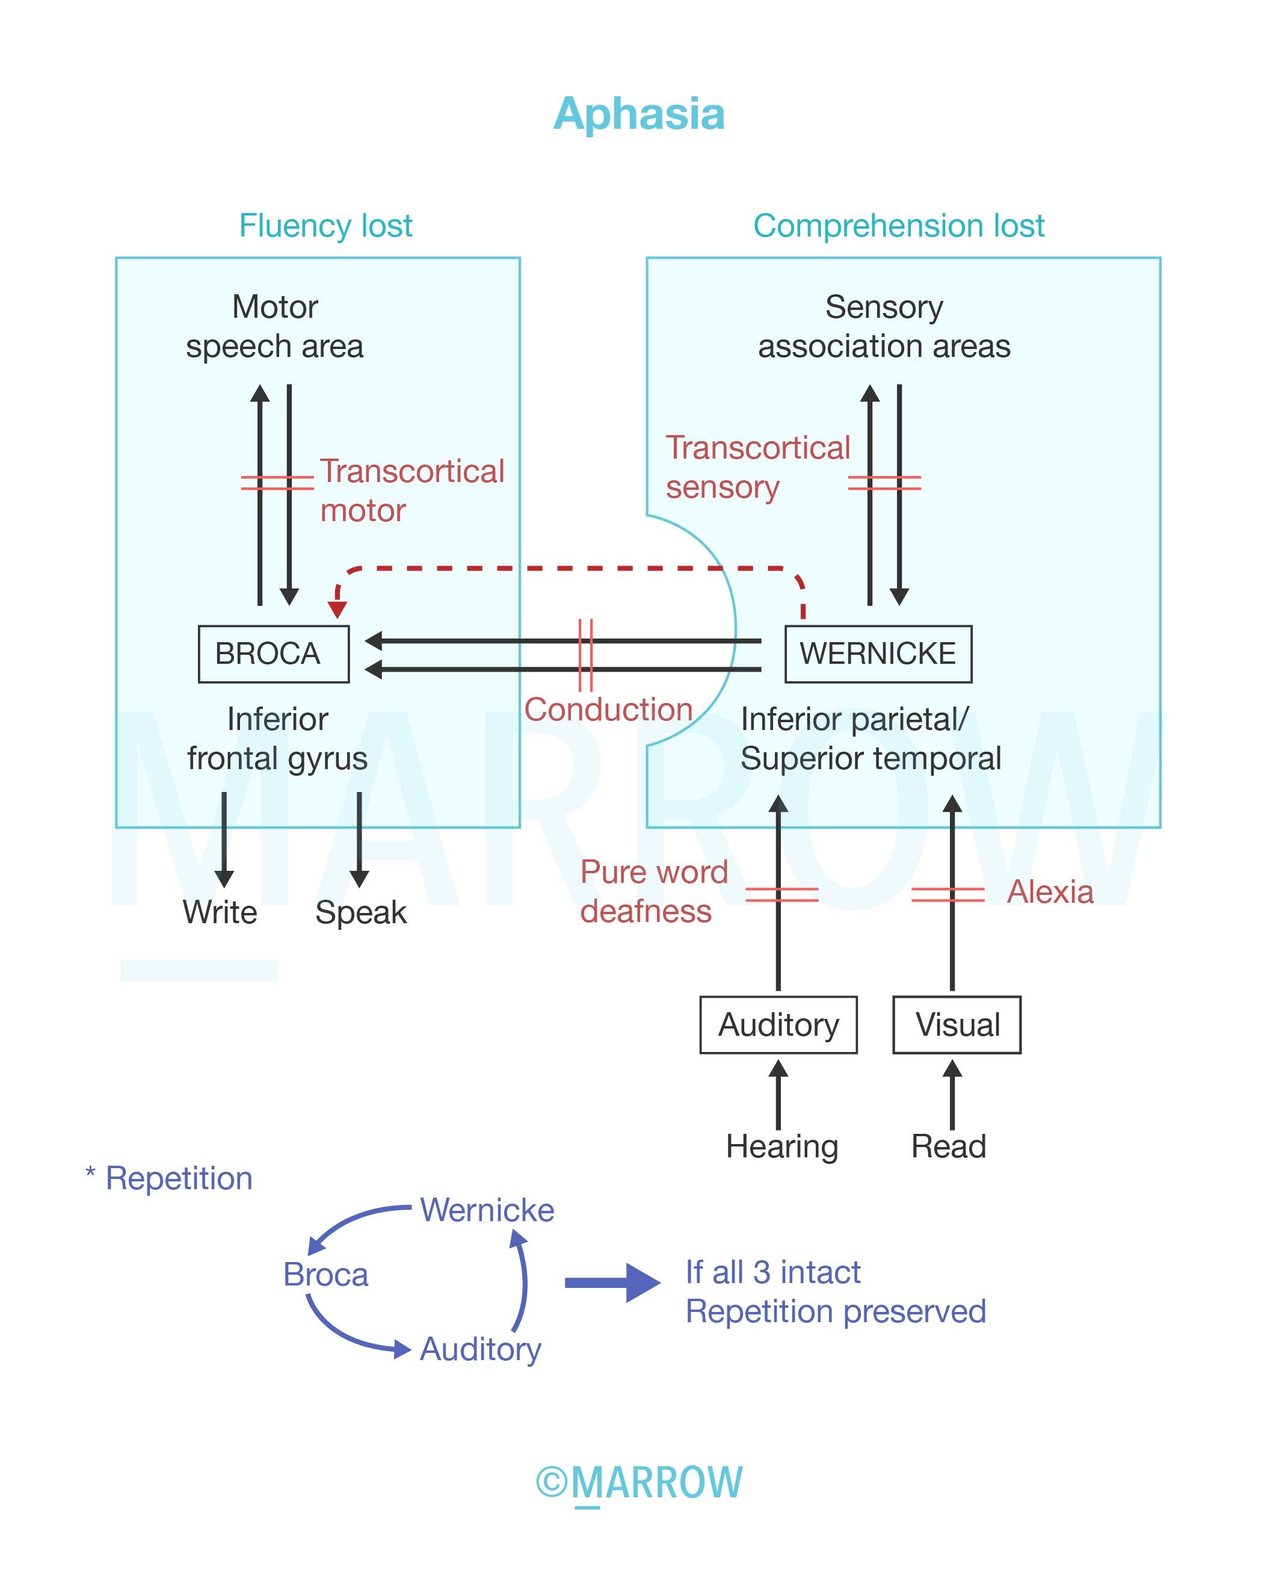 Aphasia
Fluency lost
Comprehension lost
Motor
speech area
Sensory
association areas
Transcortical
motor
Transcortical
sensory
BROCA
WERNICKE
Conduction
Inferior
frontal gyrus
Inferior parietal/
Superior temporal
MARROW
Write
Speak
Pure word
deafness
Alexia
Auditory
Visual
Hearing
Read
* Repetition
Wernicke
Broca
Auditory
If all 3 intact
Repetition preserved
©MARROW